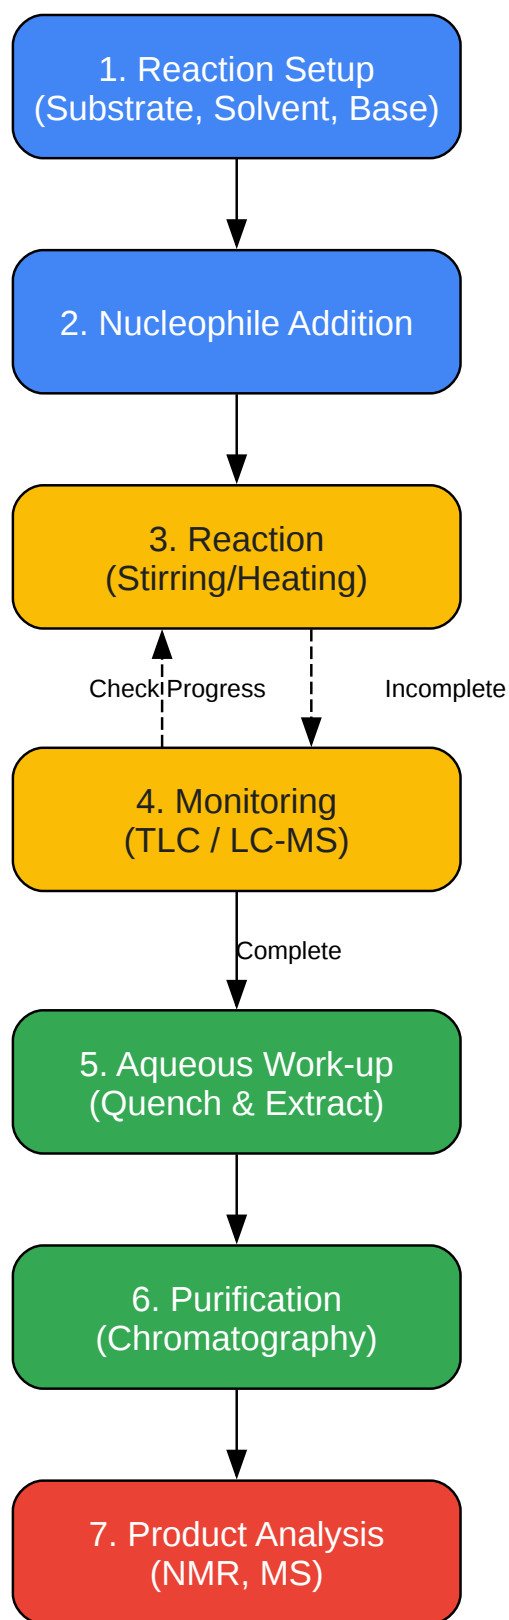 1. Reaction Setup
(Substrate, Solvent, Base)
2. Nucleophile Addition
3. Reaction
(Stirring/Heating)
Check Progress
Incomplete
4. Monitoring
(TLC / LC-MS)
Complete
5. Aqueous Work-up
(Quench & Extract)
6. Purification
(Chromatography)
7. Product Analysis
(NMR, MS)